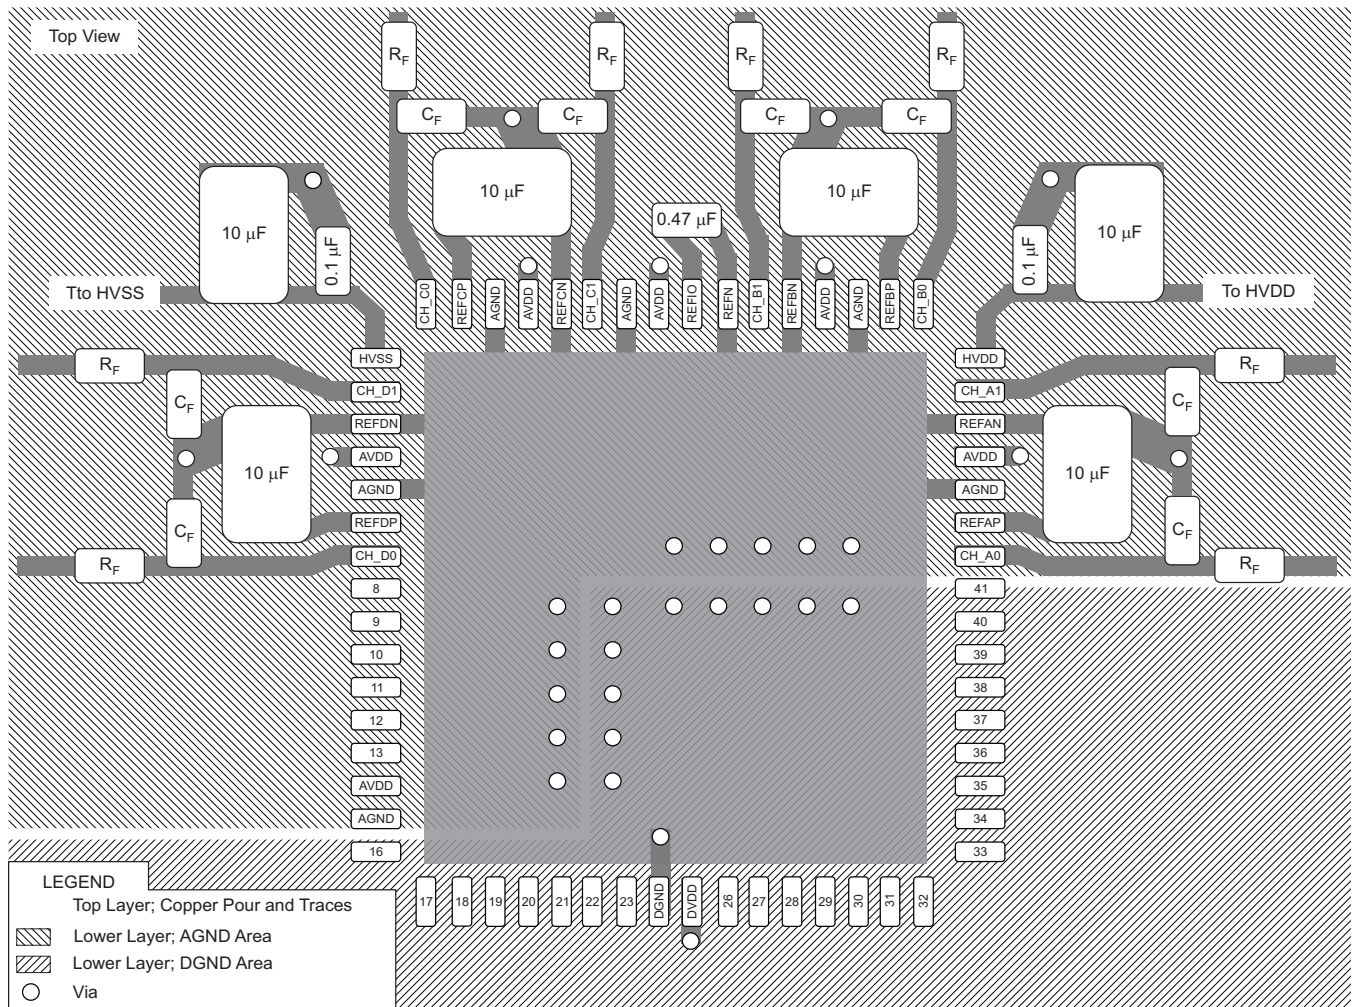 Top View
RF
RF
RF
RF
CF
CF
CF
CF
10 µF
10 µF
10 µF
0.1 µF
0.47 µF
0.1 µF
10 µF
Tto HVSS
To HVDD
CH_C0
REFCP
AGND
AVDD
REFCN
CH_C1
AGND
AVDD
REFIO
REFN
CH_B1
REFBN
AVDD
AGND
REFBP
CH_B0
RF
CF
10 µF
CF
RF
HVSS
CH_D1
REFDN
AVDD
AGND
REFDP
CH_D0
8
9
10
11
12
13
AVDD
AGND
16
HVDD
CH_A1
REFAN
AVDD
AGND
REFAP
CH_A0
41
40
39
38
37
36
35
34
33
RF
CF
10 µF
CF
RF
17
18
19
20
21
22
23
DGND
DVDD
26
27
28
29
30
31
32
LEGEND
Top Layer; Copper Pour and Traces
Lower Layer; AGND Area
Lower Layer; DGND Area
Via